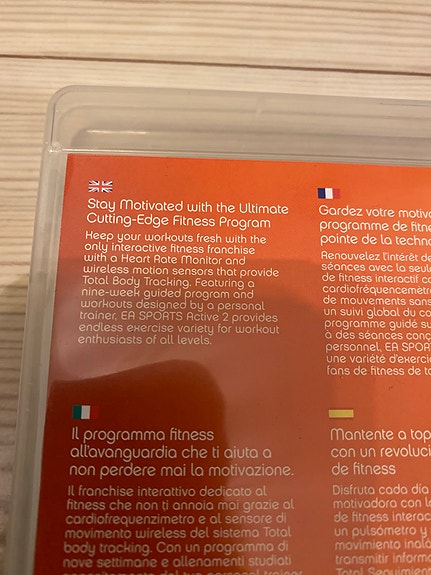 Stay Motivated with the Ultimate
Cutting-Edge Fitness Program
Keep your workouts fresh with the
only interactive fitness franchise
with a Heart Rate Monitor and
wireless motion sensors that provide
Total Body Tracking. Featuring a
nine-week guided program and
workouts designed by a personal
trainer, EA SPORTS Active 2 provides
endless exercise variety for workout
enthusiasts of all levels.
Gardez votre
programme de
pointe de la
Renouvelez l'intérêt de
séances avec la
de fitness interactif
cardiofréquencemètre
de mouvements
un suivi global du
programme guidé
à des séances
personnel, EA
une variété
fans de fitness de
Il programma fitness
all'avanguardia che ti aiuta a
non perdere mai la motivazione.
Il franchise interattivo dedicato al
fitness che non ti annoia mai grazie al
cardiofrequenzimetro e al sensore di
movimento wireless del sistema Total
body tracking. Con un programma di
nove settimane e allenamenti studiati
Mantente a
con un
de fitness
Disfruta cada
motivadora con
de fitness
un pulsómetro y
movimiento
transmitir
Total